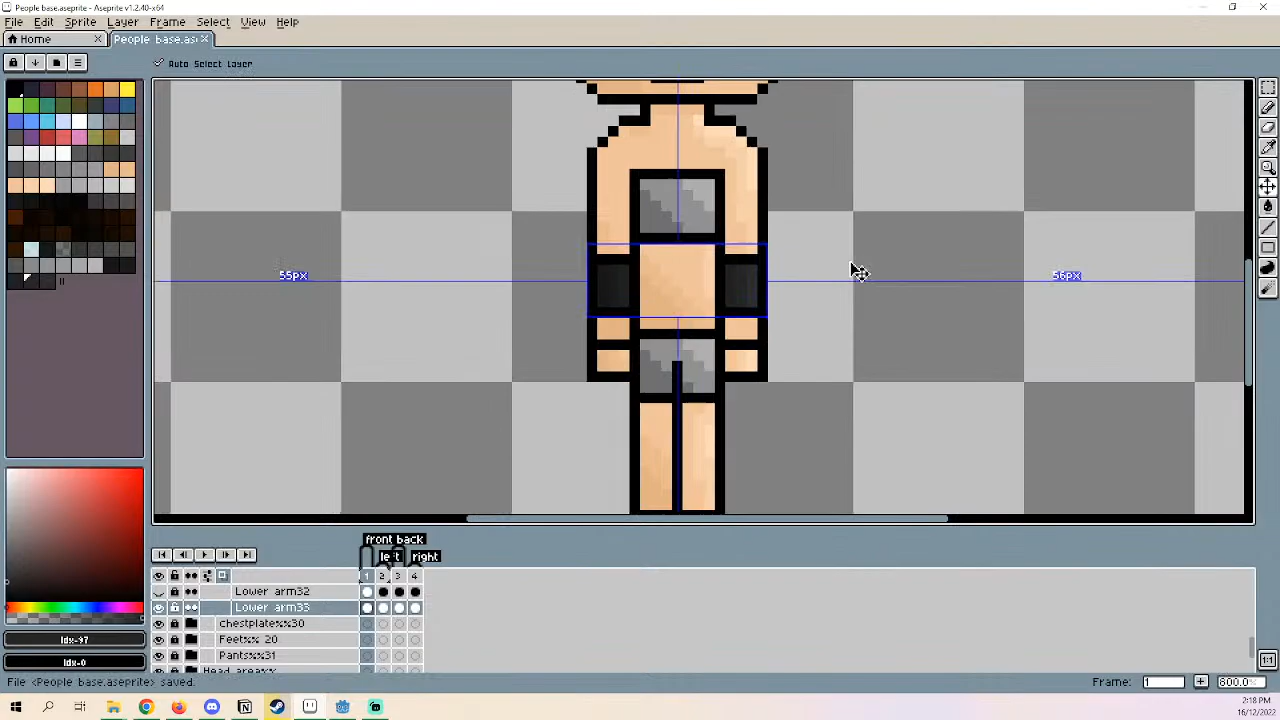 People base.aseprite - Aseprite v1.2.40-x64
File Edit Sprite Layer Frame Select View Help
Home
People base.as
Auto Select Layer
55px
56px
front back
left right
1 2 3 4
Lower arm32
Lower arm33
chestplate%%30
Feet%% 20
Pants%%31
Head area%%
Idx-97
Idx-0
File <People base.aseprite> saved.
Frame: 1
800.0
1:1
2:18 PM
16/12/2022